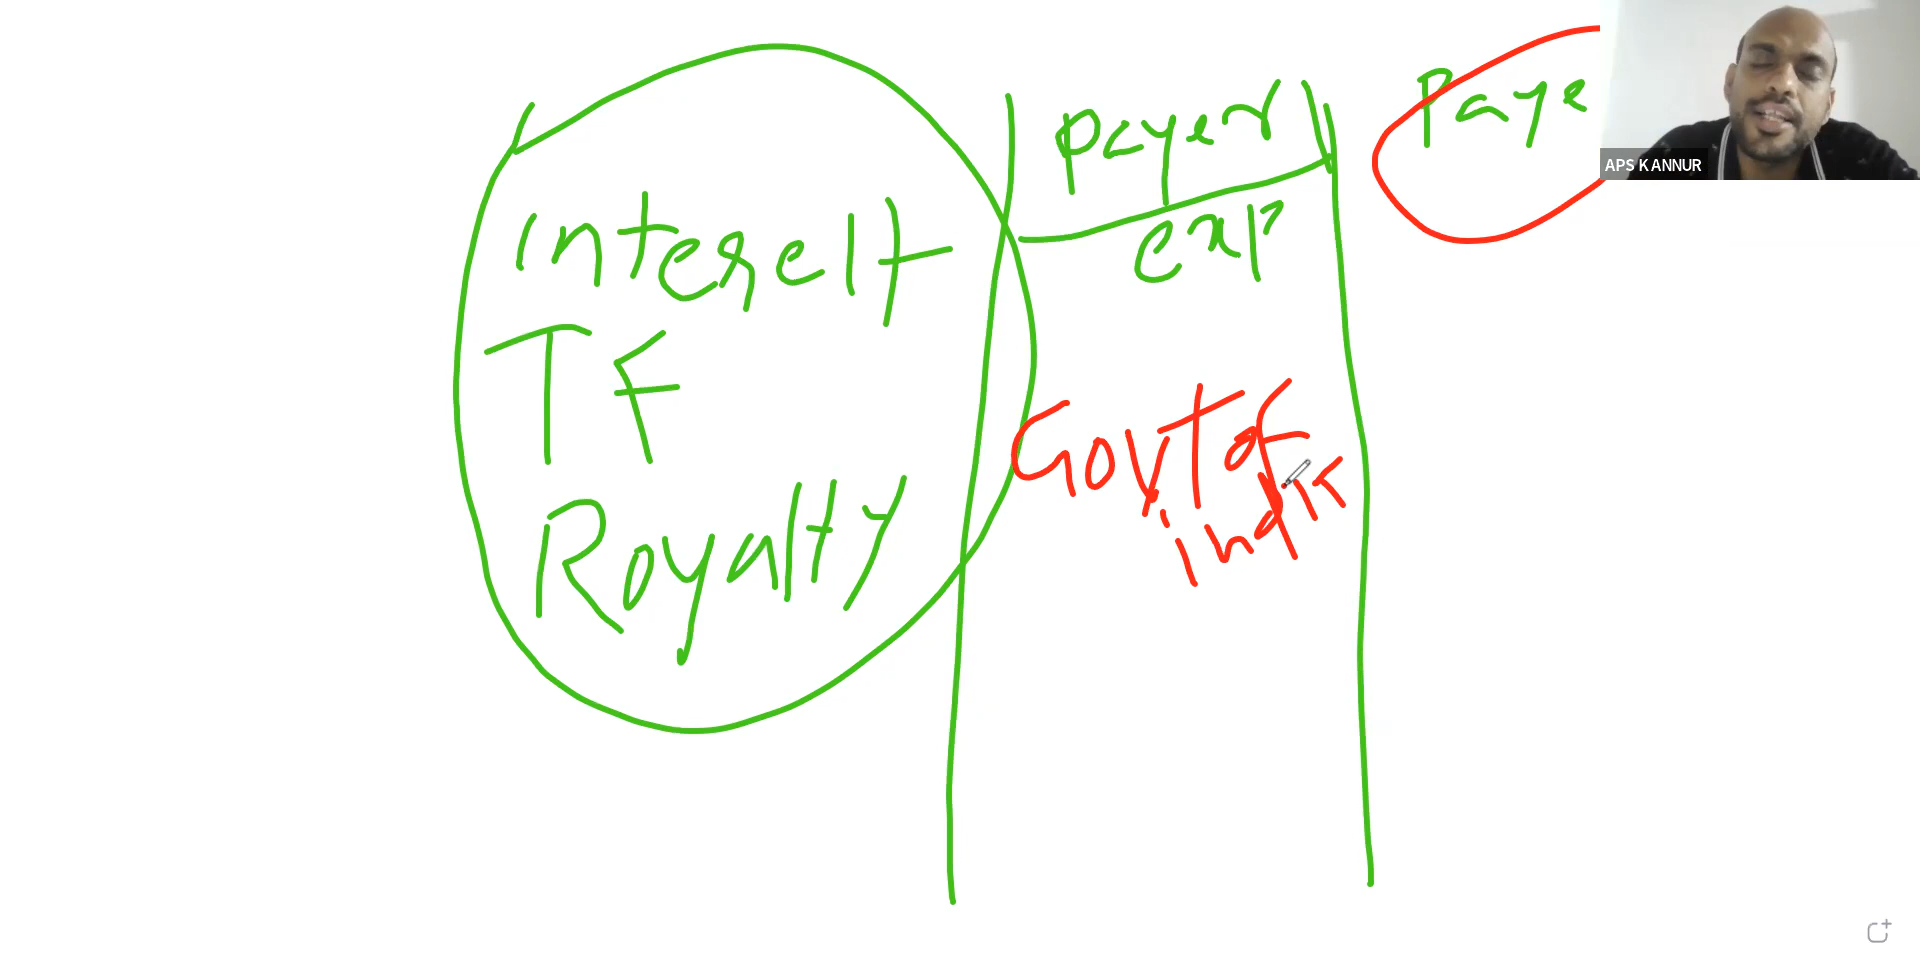 Payer
Paye
exp
Interest
TF
Royalty
Govt of
India
APS KANNUR